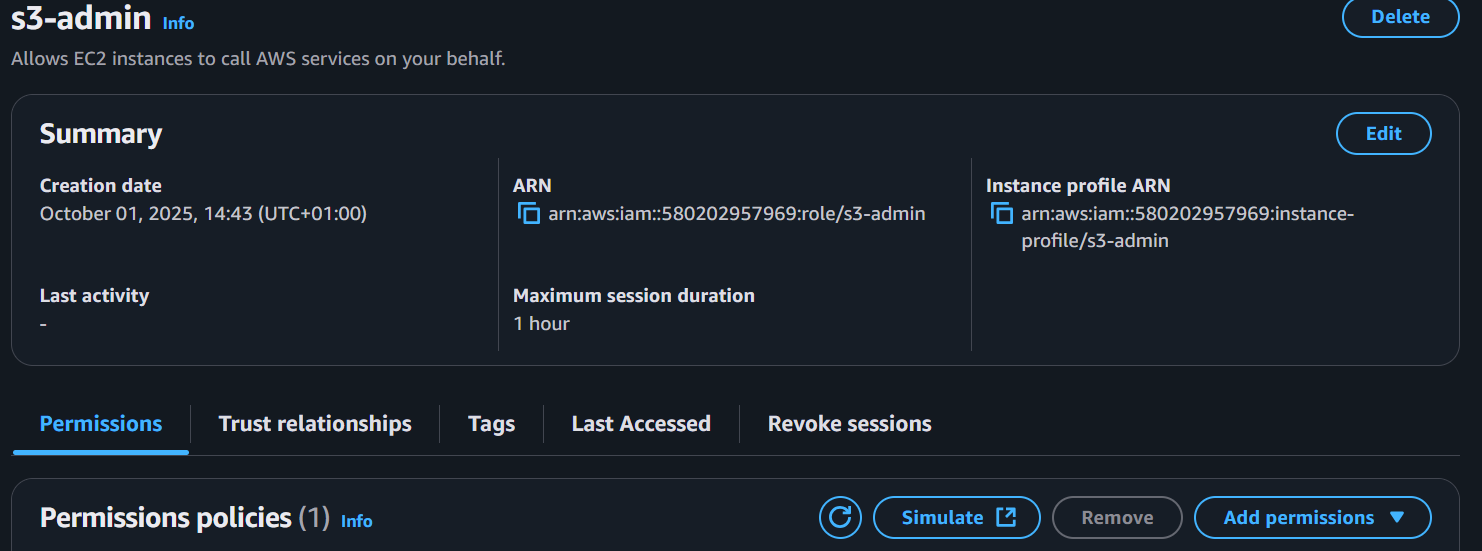 s3-admin Info
Delete
Allows EC2 instances to call AWS services on your behalf.
Summary
Edit
Creation date
October 01, 2025, 14:43 (UTC+01:00)
ARN
arn:aws:iam::580202957969:role/s3-admin
Instance profile ARN
arn:aws:iam::580202957969:instance-
profile/s3-admin
Last activity
-
Maximum session duration
1 hour
Permissions
Trust relationships
Tags
Last Accessed
Revoke sessions
Permissions policies (1) Info
Simulate
Remove
Add permissions